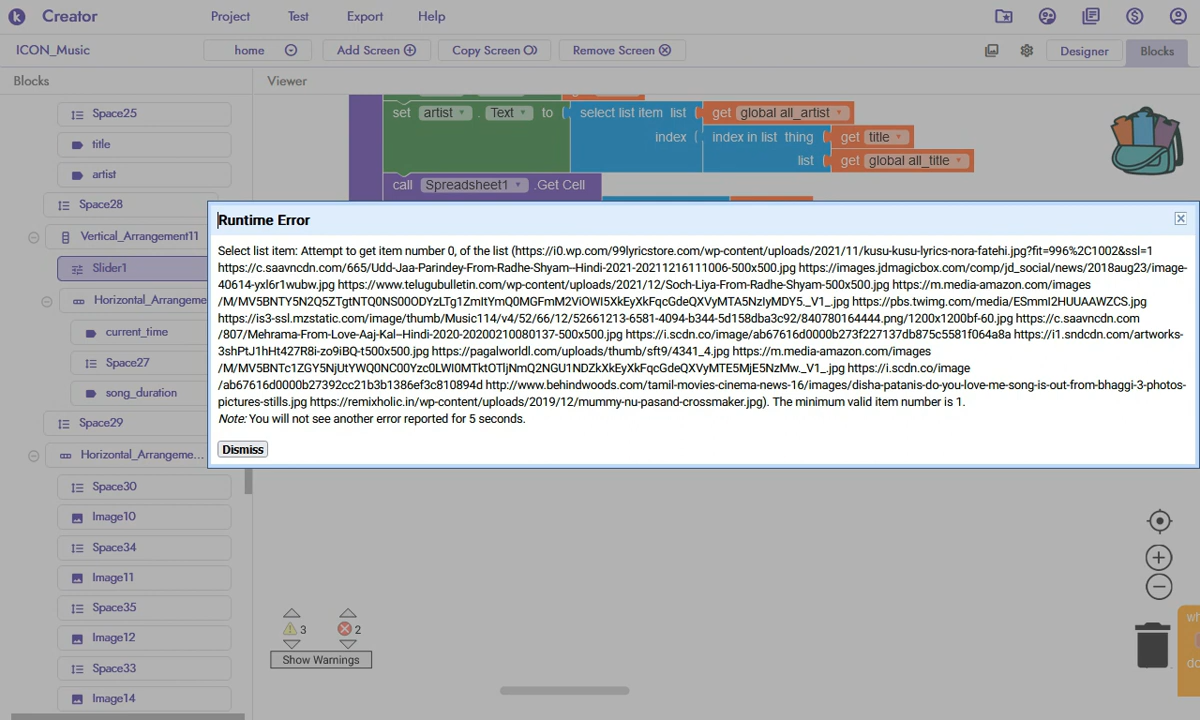 Creator
Project Test Export Help
ICON_Music
home
Add Screen
Copy Screen
Remove Screen
Designer
Blocks
Blocks
Viewer
Space25
title
artist
Space28
Vertical_Arrangement11
Slider1
Horizontal_Arrangeme
current_time
Space27
song_duration
Space29
Horizontal_Arrangeme...
Space30
Image10
Space34
Image11
Space35
Image12
Space33
Image14
set artist . Text to select list item list get global all_artist
index index in list thing get title
list get global all_title
call Spreadsheet1 .Get Cell
Runtime Error
Select list item: Attempt to get item number 0, of the list (https://i0.wp.com/99lyricstore.com/wp-content/uploads/2021/11/kusu-kusu-lyrics-nora-fatehi.jpg?fit=996%2C1002&ssl=1
https://c.saavncdn.com/665/Udd-Jaa-Parindey-From-Radhe-Shyam--Hindi-2021-20211216111006-500x500.jpg https://images.jdmagicbox.com/comp/jd_social/news/2018aug23/image-
40614-yxl6r1wubw.jpg https://www.telugubulletin.com/wp-content/uploads/2021/12/Soch-Liya-From-Radhe-Shyam-500x500.jpg https://m.media-amazon.com/images
/M/MV5BNTY5N2Q5ZTgtNTQ0NS00ODYzLTg1ZmItYmQ0MGFmM2ViOWI5XkEyXkFqcGdeQXVyMTA5NzIyMDY5._V1_.jpg https://pbs.twimg.com/media/ESmmI2HUUAAWZCS.jpg
https://is3-ssl.mzstatic.com/image/thumb/Music114/v4/52/66/12/52661213-6581-4094-b344-5d158dba3c92/840780164444.png/1200x1200bf-60.jpg https://c.saavncdn.com
/807/Mehrama-From-Love-Aaj-Kal--Hindi-2020-20200210080137-500x500.jpg https://i.scdn.co/image/ab67616d0000b273f227137db875c5581f064a8a https://i1.sndcdn.com/artworks-
3shPtJ1hHt427R8i-zo9iBQ-t500x500.jpg https://pagalworldl.com/uploads/thumb/sft9/4341_4.jpg https://m.media-amazon.com/images
/M/MV5BNTc1ZGY5NjUtYWQ0NC00Yzc0LWI0MTktOTljNmQ2NGU1NDZkXkEyXkFqcGdeQXVyMTE5MjE5NzMw._V1_.jpg https://i.scdn.co/image
/ab67616d0000b27392cc21b3b1386ef3c810894d http://www.behindwoods.com/tamil-movies-cinema-news-16/images/disha-patanis-do-you-love-me-song-is-out-from-bhaggi-3-photos-
pictures-stills.jpg https://remixholic.in/wp-content/uploads/2019/12/mummy-nu-pasand-crossmaker.jpg). The minimum valid item number is 1.
Note: You will not see another error reported for 5 seconds.
Dismiss
3 2
Show Warnings